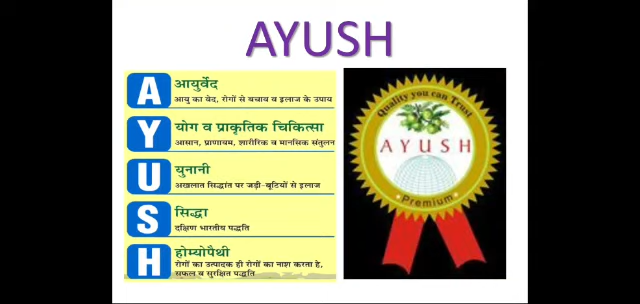 AYUSH
A
आयुर्वेद
आयु का वेद, रोगों से बचाव व इलाज के उपाय
Y
योग व प्राकृतिक चिकित्सा
आसान, प्राणायम, शारीरिक व मानसिक संतुलन
U
युनानी
अखलात सिद्धांत पर जड़ी-बूटियों से इलाज
S
सिद्धा
दक्षिण भारतीय पद्धति
H
होम्योपैथी
रोगों का उत्पादक ही रोगों का नाश करता हे,
सफल व सुरक्षित पद्धति
Quality you can Trust
AYUSH
Premium